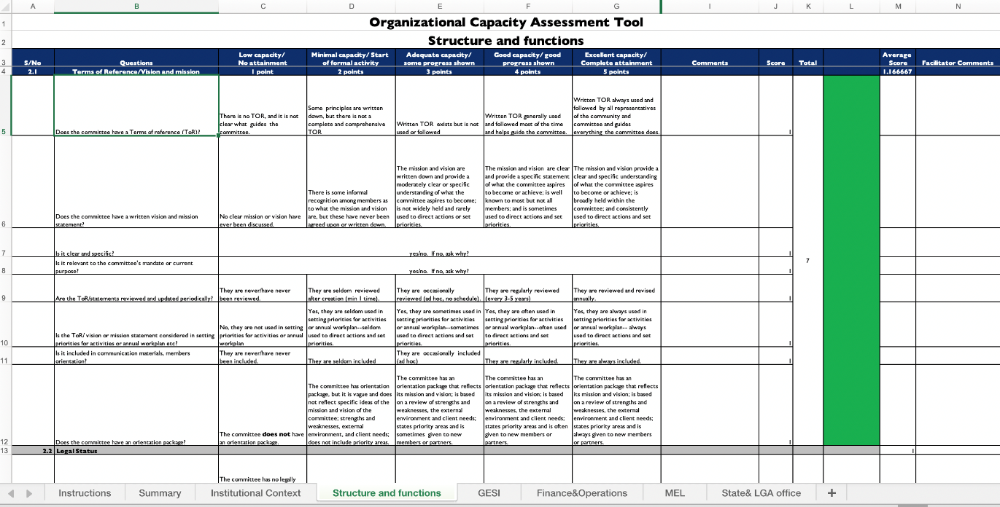 A B C D E F G I J K L M N
1 Organizational Capacity Assessment Tool
2 Structure and functions
3 S/No Questions Low capacity/ No attainment Minimal capacity/ Start of formal activity Adequate capacity/ some progress shown Good capacity/ good progress shown Excellent capacity/ Complete attainment Comments Score Total Average Score Facilitator Comments
4 2.1 Terms of Reference/Vision and mission 1 point 2 points 3 points 4 points 5 points 1.166667
5 Does the committee have a Terms of reference (ToR)?
There is no TOR, and it is not
clear what guides the
committee.
Some principles are written
down, but there is not a
complete and comprehensive
TOR
Written TOR exists but is not
used or followed
Written TOR generally used
and followed most of the time
and helps guide the committee.
Written TOR always used and
followed by all representatives
of the community and
committee and guides
everything the committee does.
1
6 Does the committee have a written vision and mission
statement?
No clear mission or vision have
ever been discussed.
There is some informal
recognition among members as
to what the mission and vision
are, but these have never been
agreed upon or written down.
The mission and vision are
written down and provide a
moderately clear or specific
understanding of what the
committee aspires to become;
is not widely held and rarely
used to direct actions or set
priorities.
The mission and vision are clear
and provide a specific statement
of what the committee aspires
to become or achieve; is well
known to most but not all
members; and is sometimes
used to direct actions and set
priorities.
The mission and vision provide a
clear and specific understanding
of what the committee aspires
to become or achieve; is
broadly held within the
committee; and consistently
used to direct actions and set
priorities.
7 Is it clear and specific? yes/no. If no, ask why? 1
7
8 Is it relevant to the committee's mandate or current
purpose?
yes/no. If no, ask why? 1
9 Are the ToR/statements reviewed and updated periodically?
They are never/have never
been reviewed.
They are seldom reviewed
after creation (min 1 time).
They are occasionally
reviewed (ad hoc, no schedule).
They are regularly reviewed
(every 3-5 years)
They are reviewed and revised
annually.
1
10 Is the ToR/ vision or mission statement considered in setting
priorities for activities or annual workplan etc?
No, they are not used in setting
priorities for activities or annual
workplan
Yes, they are seldom used in
setting priorities for activities
or annual workplan--seldom
used to direct actions and set
priorities.
Yes, they are sometimes used in
setting priorities for activities
or annual workplan--sometimes
used to direct actions and set
priorities.
Yes, they are often used in
setting priorities for activities
or annual workplan--often used
to direct actions and set
priorities.
Yes, they are always used in
setting priorities for activities
or annual workplan-- always
used to direct actions and set
priorities.
1
11 Is it included in communication materials, members
orientation?
They are never/have never
been included.
They are seldom included
They are occasionally included
(ad hoc)
They are regularly included.
They are always included.
1
12 Does the committee have an orientation package?
The committee does not have
an orientation package.
The committee has orientation
package, but it is vague and does
not reflect specific ideas of the
mission and vision of the
committee; strengths and
weaknesses, external
environment, and client needs;
does not include priority areas.
The committee has an
orientation package that reflects
its mission and vision; is based
on a review of strengths and
weaknesses, the external
environment and client needs;
states priority areas and is
sometimes given to new
members or partners.
The committee has an
orientation package that reflects
its mission and vision; is based
on a review of strengths and
weaknesses, the external
environment and client needs;
states priority areas and is often
given to new members or
partners.
The committee has an
orientation package that reflects
its mission and vision; is based
on a review of strengths and
weaknesses, the external
environment and client needs;
states priority areas and is
always given to new members
or partners.
1
13 2.2 Legal Status 1
The committee has no legally
Instructions Summary Institutional Context Structure and functions GESI Finance&Operations MEL State& LGA office +